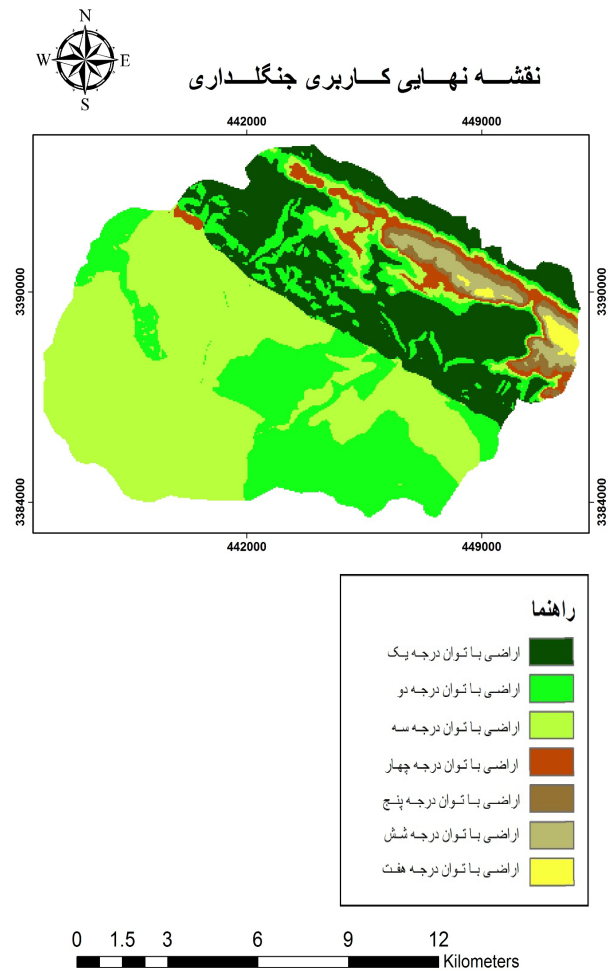 N
W E
S
نقشه نهایی کاربری جنگلداری
442000 449000
3390000 3390000
3384000 3384000
442000 449000
راهنما
اراضی با توان درجه یک
اراضی با توان درجه دو
اراضی با توان درجه سه
اراضی با توان درجه چهار
اراضی با توان درجه پنج
اراضی با توان درجه شش
اراضی با توان درجه هفت
0 1.5 3 6 9 12
Kilometers